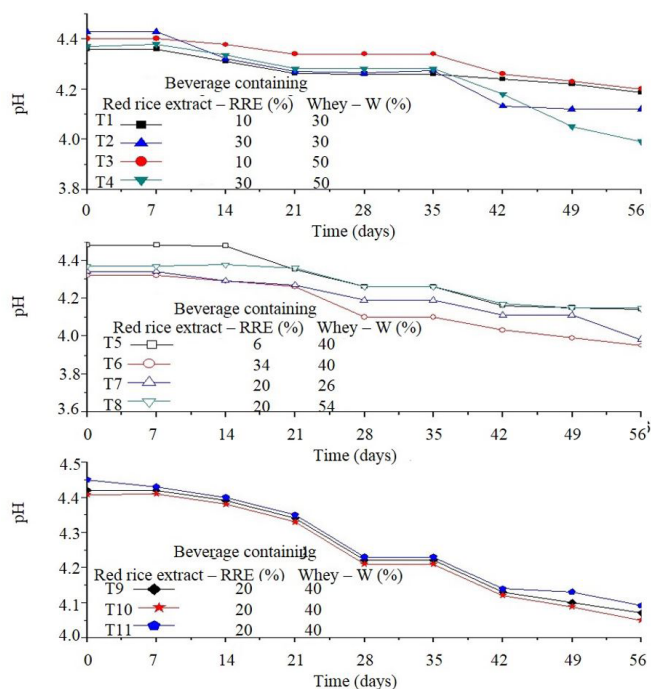 4.4
4.2
4.0
3.8
pH
Beverage containing
Red rice extract – RRE (%) Whey – W (%)
T1 10 30
T2 30 30
T3 10 50
T4 30 50
0 7 14 21 28 35 42 49 56
Time (days)
4.4
4.2
4.0
3.8
3.6
pH
Beverage containing
Red rice extract – RRE (%) Whey – W (%)
T5 6 40
T6 34 40
T7 20 26
T8 20 54
0 7 14 21 28 35 42 49 56
Time (days)
4.5
4.4
4.3
4.2
4.1
4.0
pH
Beverage containing
Red rice extract – RRE (%) Whey – W (%)
T9 20 40
T10 20 40
T11 20 40
0 7 14 21 28 35 42 49 56
Time (days)